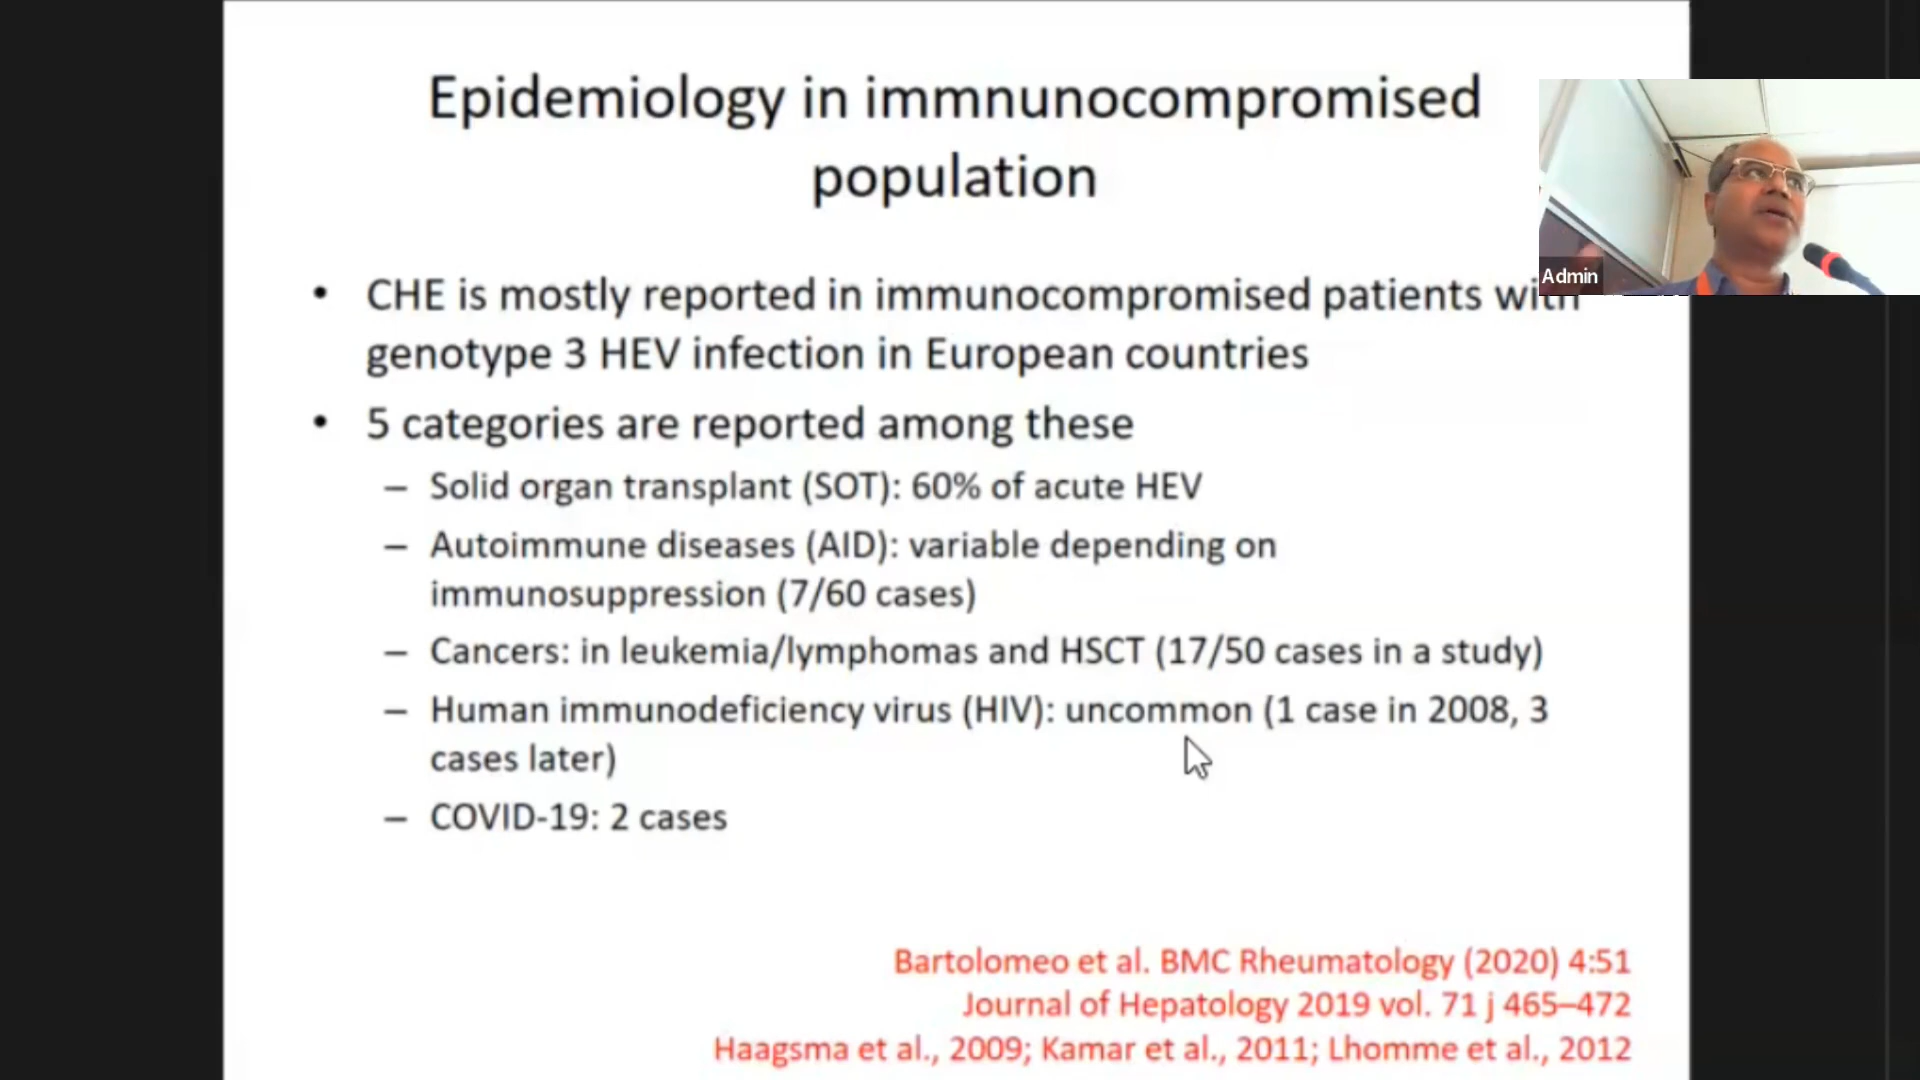 Epidemiology in immnunocompromised
population
Admin
• CHE is mostly reported in immunocompromised patients with
genotype 3 HEV infection in European countries
• 5 categories are reported among these
– Solid organ transplant (SOT): 60% of acute HEV
– Autoimmune diseases (AID): variable depending on
immunosuppression (7/60 cases)
– Cancers: in leukemia/lymphomas and HSCT (17/50 cases in a study)
– Human immunodeficiency virus (HIV): uncommon (1 case in 2008, 3
cases later)
– COVID-19: 2 cases
Bartolomeo et al. BMC Rheumatology (2020) 4:51
Journal of Hepatology 2019 vol. 71 j 465–472
Haagsma et al., 2009; Kamar et al., 2011; Lhomme et al., 2012